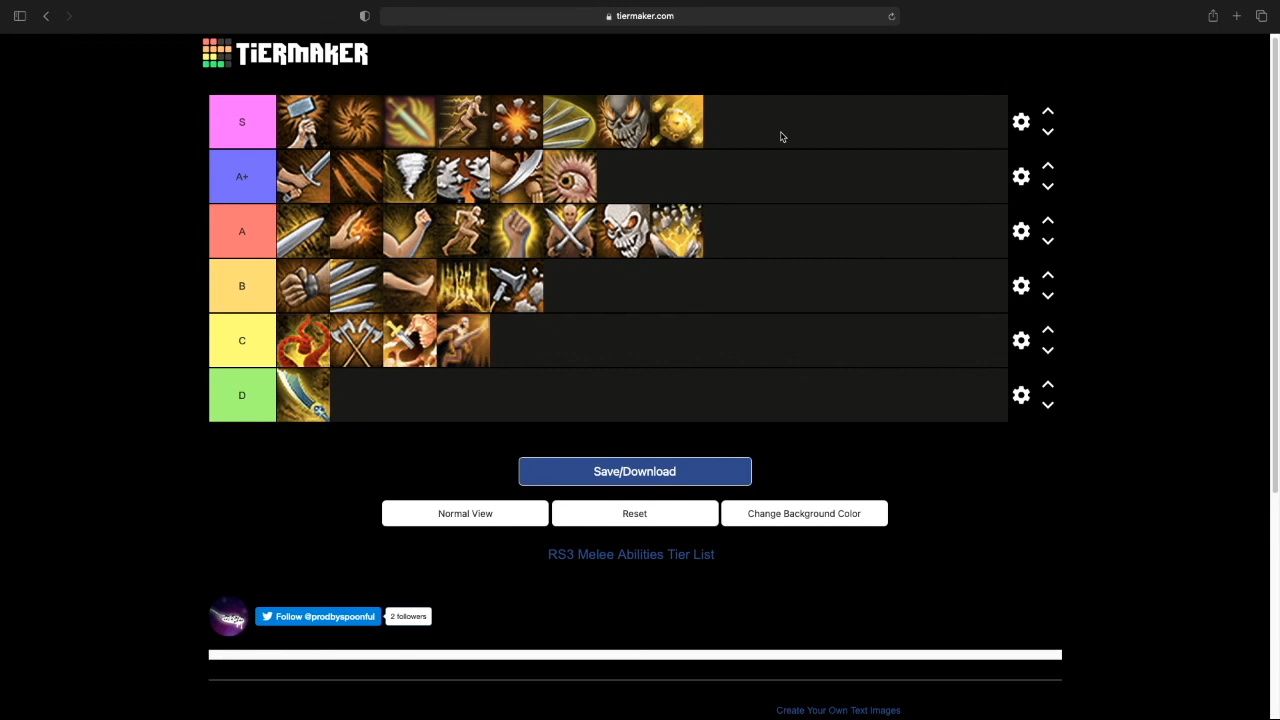 tiermaker.com
TiERMAKER
S
A+
A
B
C
D
Save/Download
Normal View
Reset
Change Background Color
RS3 Melee Abilities Tier List
Follow @prodbyspoonful
2 followers
Create Your Own Text Images